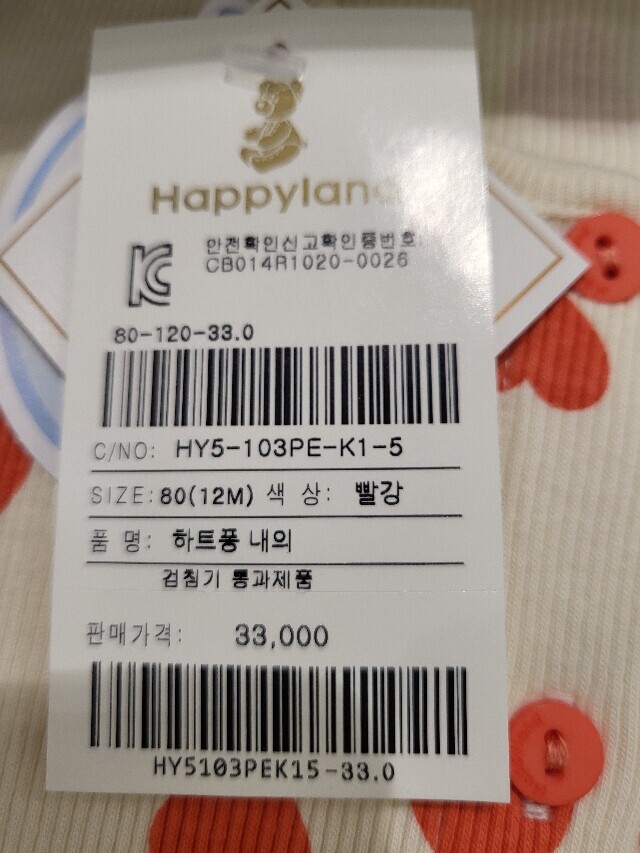 Happyland
안전확인신고확인증번호:
CB014R1020-0026
80-120-33.0
C/NO: HY5-103PE-K1-5
SIZE: 80(12M) 색 상: 빨강
품 명: 하트퐁 내의
검침기 통과제품
판매가격: 33,000
HY5103PEK15-33.0